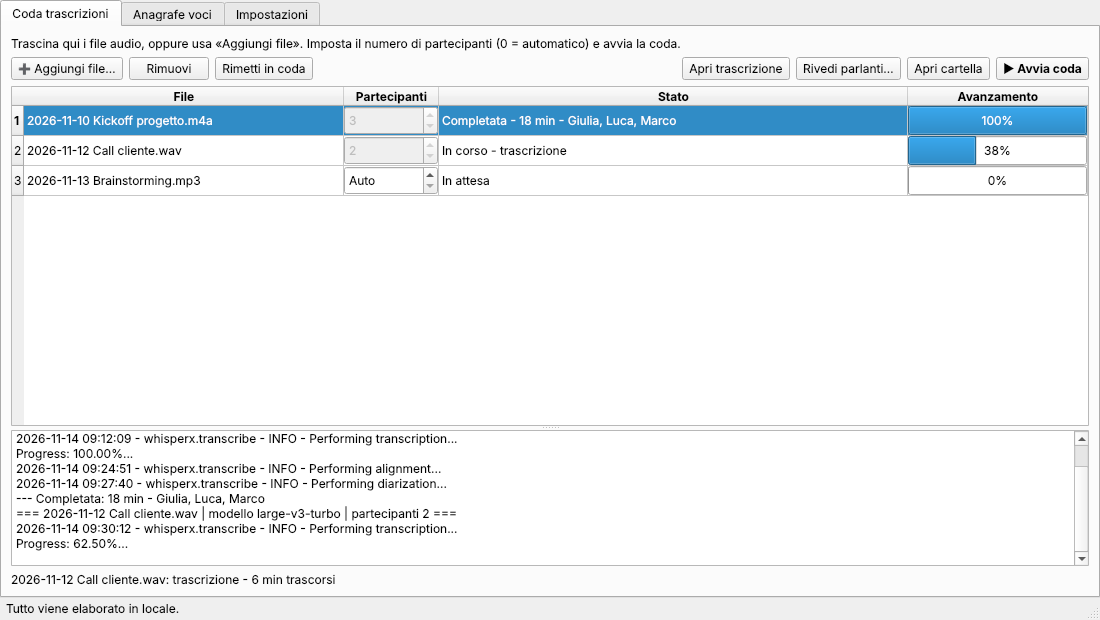 Coda trascrizioni Anagrafe voci Impostazioni
Trascina qui i file audio, oppure usa «Aggiungi file». Imposta il numero di partecipanti (0 = automatico) e avvia la coda.
Aggiungi file... Rimuovi Rimetti in coda Apri trascrizione Rivedi parlanti... Apri cartella Avvia coda
File Partecipanti Stato Avanzamento
1 2026-11-10 Kickoff progetto.m4a 3 Completata - 18 min - Giulia, Luca, Marco 100%
2 2026-11-12 Call cliente.wav 2 In corso - trascrizione 38%
3 2026-11-13 Brainstorming.mp3 Auto In attesa 0%
2026-11-14 09:12:09 - whisperx.transcribe - INFO - Performing transcription...
Progress: 100.00%...
2026-11-14 09:24:51 - whisperx.transcribe - INFO - Performing alignment...
2026-11-14 09:27:40 - whisperx.transcribe - INFO - Performing diarization...
--- Completata: 18 min - Giulia, Luca, Marco
=== 2026-11-12 Call cliente.wav | modello large-v3-turbo | partecipanti 2 ===
2026-11-14 09:30:12 - whisperx.transcribe - INFO - Performing transcription...
Progress: 62.50%...
2026-11-12 Call cliente.wav: trascrizione - 6 min trascorsi
Tutto viene elaborato in locale.